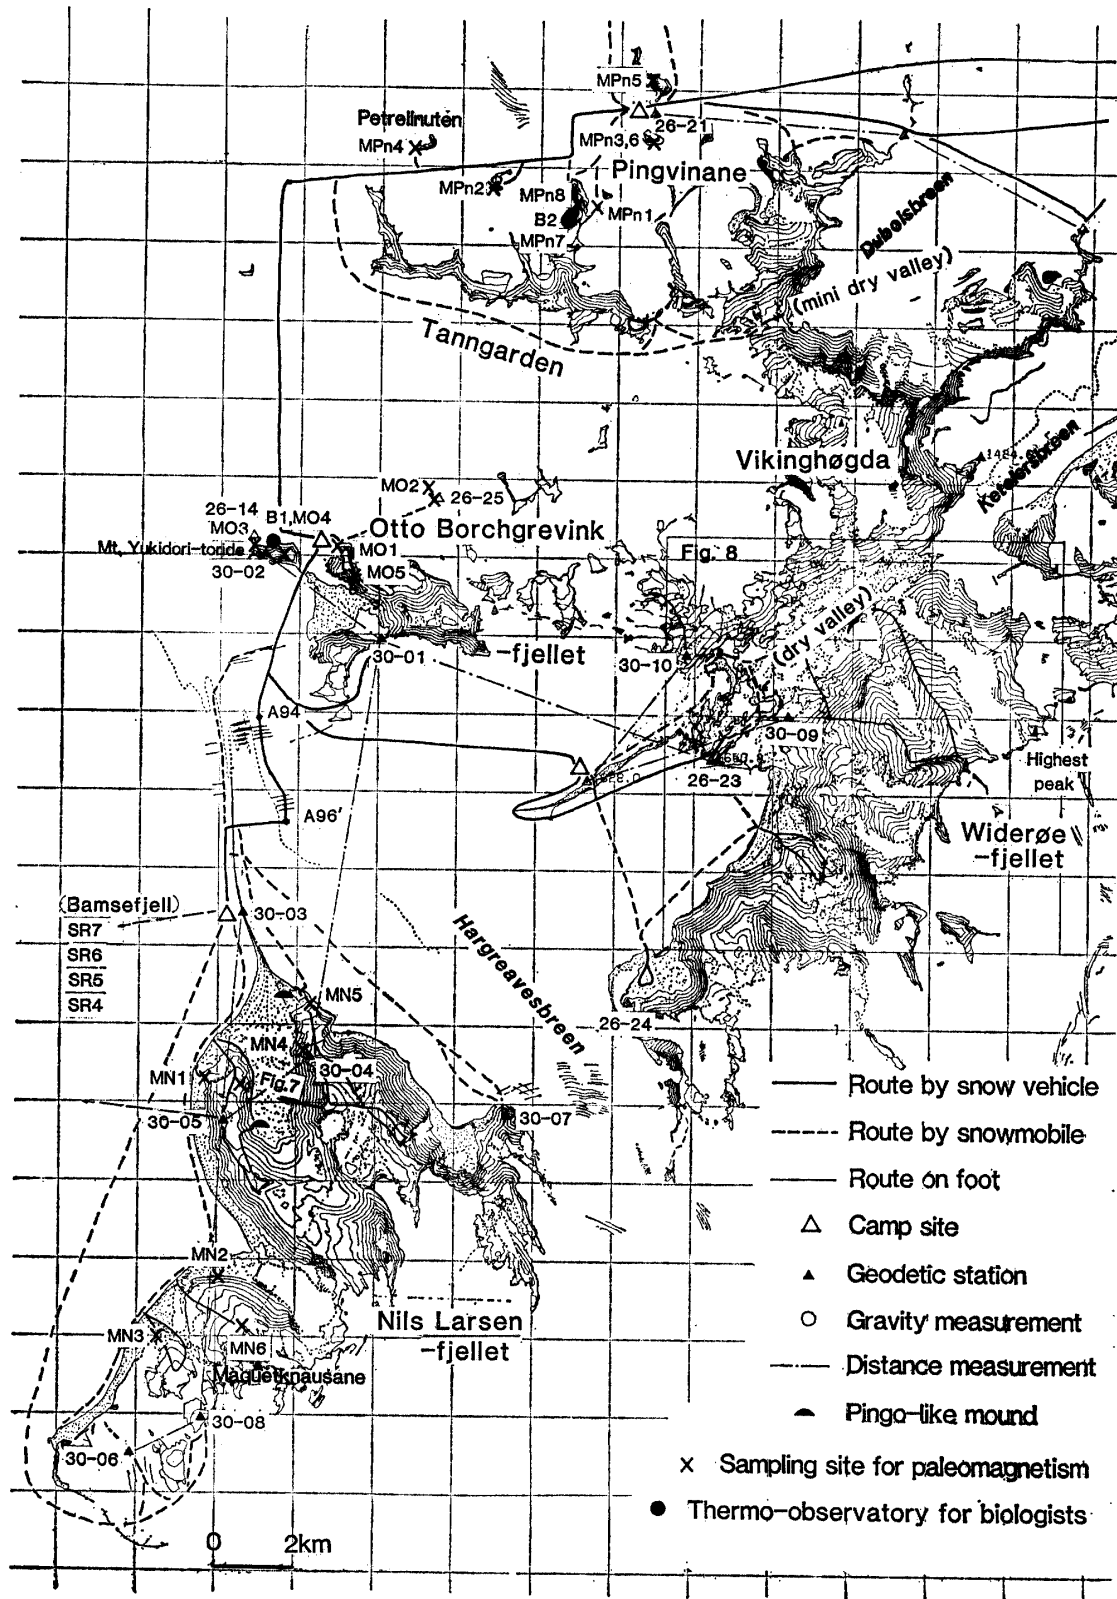 MPn5
Petrellnuten
26-21
MPn4
MPn3,6
Pingvinane
MPn2
MPn8
B2
MPn1
MPn7
Dubolsbreen
(mini dry valley)
Tanngarden
Vikinghøgda
Ketelersbreen
MO2
26-25
26-14
B1,MO4
MO3
Otto Borchgrevink
Mt. Yukidori-toride
MO1
Fig. 8
30-02
MO5
(dry valley)
30-01
-fjellet
30-10
A94
30-09
26-23
Highest
peak
A96'
Widerøe
-fjellet
(Bamsefjell)
30-03
SR7
SR6
SR5
SR4
Hargreavesbreen
MN5
26-24
MN4
30-04
MN1
Fig.7
30-05
30-07
Route by snow vehicle
Route by snowmobile
Route on foot
Camp site
MN2
Geodetic station
Nils Larsen
-fjellet
Gravity measurement
MN3
MN6
Maquetknausane
Distance measurement
30-08
Pingo-like mound
30-06
Sampling site for paleomagnetism
Thermo-observatory for biologists
0 2km